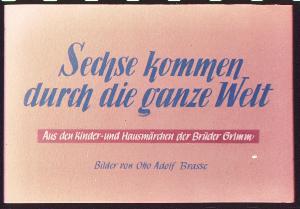 Sechse kommen
durch die ganze Welt
Aus den Kinder- und Hausmärchen der Brüder Grimm
Bilder von Otto Adolf Brasse